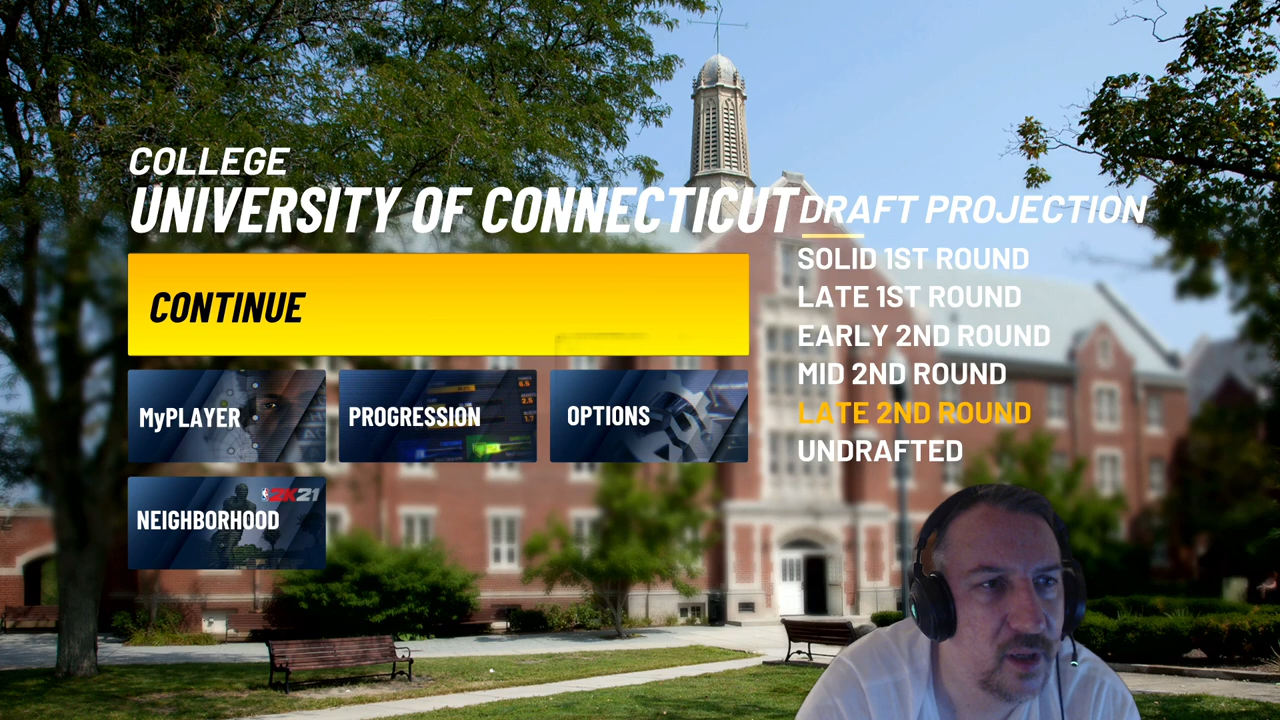 COLLEGE
UNIVERSITY OF CONNECTICUT
CONTINUE
MyPLAYER
PROGRESSION
OPTIONS
NEIGHBORHOOD
2K21
DRAFT PROJECTION
SOLID 1ST ROUND
LATE 1ST ROUND
EARLY 2ND ROUND
MID 2ND ROUND
LATE 2ND ROUND
UNDRAFTED